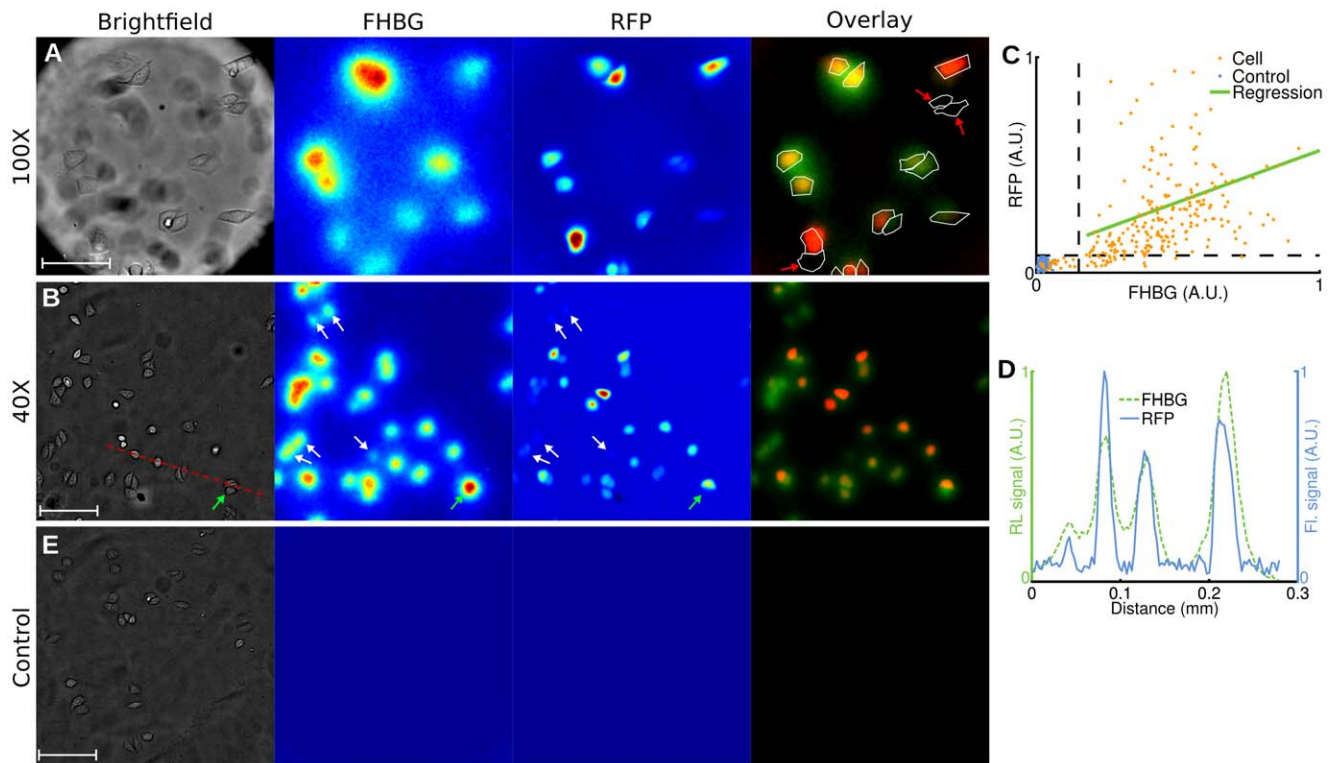 Brightfield FHBG RFP Overlay
A
100X
B
40X
E
Control
C
1
RFP (A.U.)
0
0
FHBG (A.U.)
1
Cell
Control
Regression
D
1
RL signal (A.U.)
0
FHBG
RFP
1
Fl. signal (A.U.)
0
0 0.1 0.2 0.3
Distance (mm)